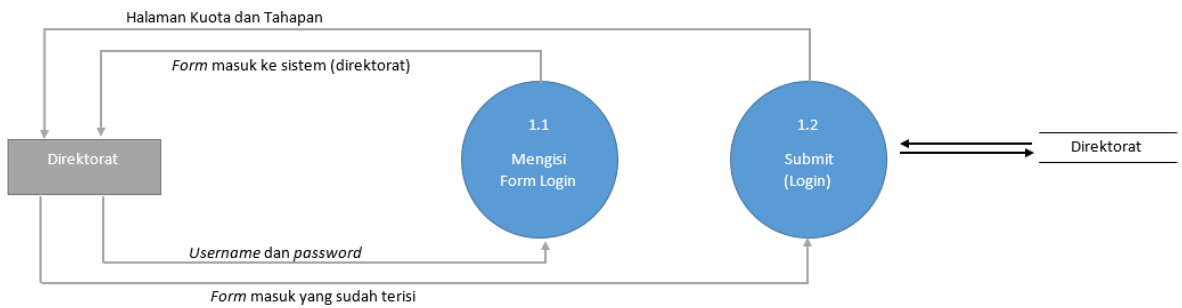 Halaman Kuota dan Tahapan
Form masuk ke sistem (direktorat)
Direktorat
1.1
Mengisi
Form Login
1.2
Submit
(Login)
Direktorat
Username dan password
Form masuk yang sudah terisi